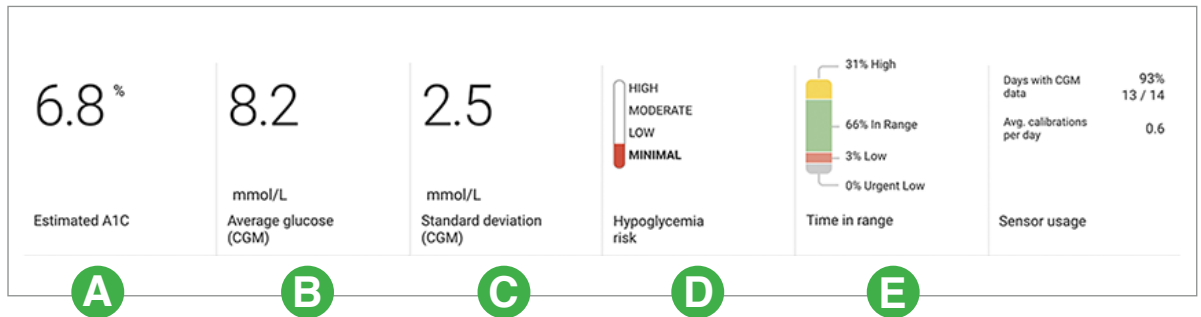 6.8 %
Estimated A1C
8.2
mmol/L
Average glucose
(CGM)
2.5
mmol/L
Standard deviation
(CGM)
HIGH
MODERATE
LOW
MINIMAL
Hypoglycemia
risk
31% High
66% In Range
3% Low
0% Urgent Low
Time in range
Days with CGM
data
93%
13 / 14
Avg. calibrations
per day
0.6
Sensor usage
A
B
C
D
E